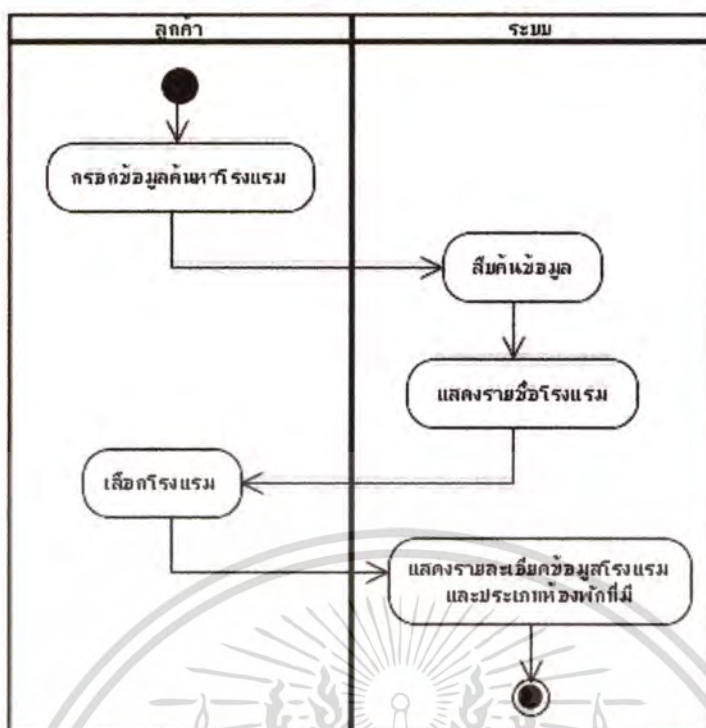 ลูกค้า
ระบบ
กรอกข้อมูลค้นหาโรงแรม
สืบค้นข้อมูล
แสดงรายชื่อโรงแรม
เลือกโรงแรม
แสดงรายละเอียดข้อมูลโรงแรม
และประเภทห้องพักที่มี